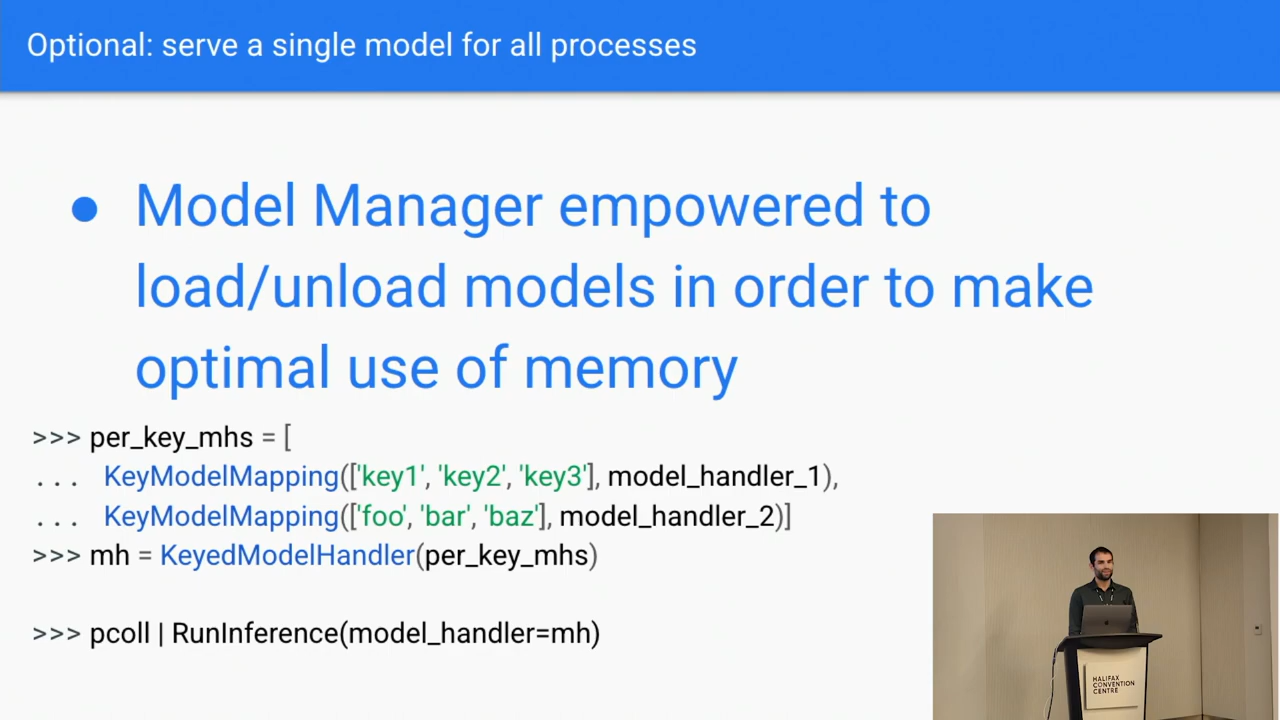 Optional: serve a single model for all processes
● Model Manager empowered to
load/unload models in order to make
optimal use of memory
>>> per_key_mhs = [
... KeyModelMapping(['key1', 'key2', 'key3'], model_handler_1),
... KeyModelMapping(['foo', 'bar', 'baz'], model_handler_2)]
>>> mh = KeyedModelHandler(per_key_mhs)
>>> pcoll | RunInference(model_handler=mh)
HALIFAX
CONVENTION
CENTRE